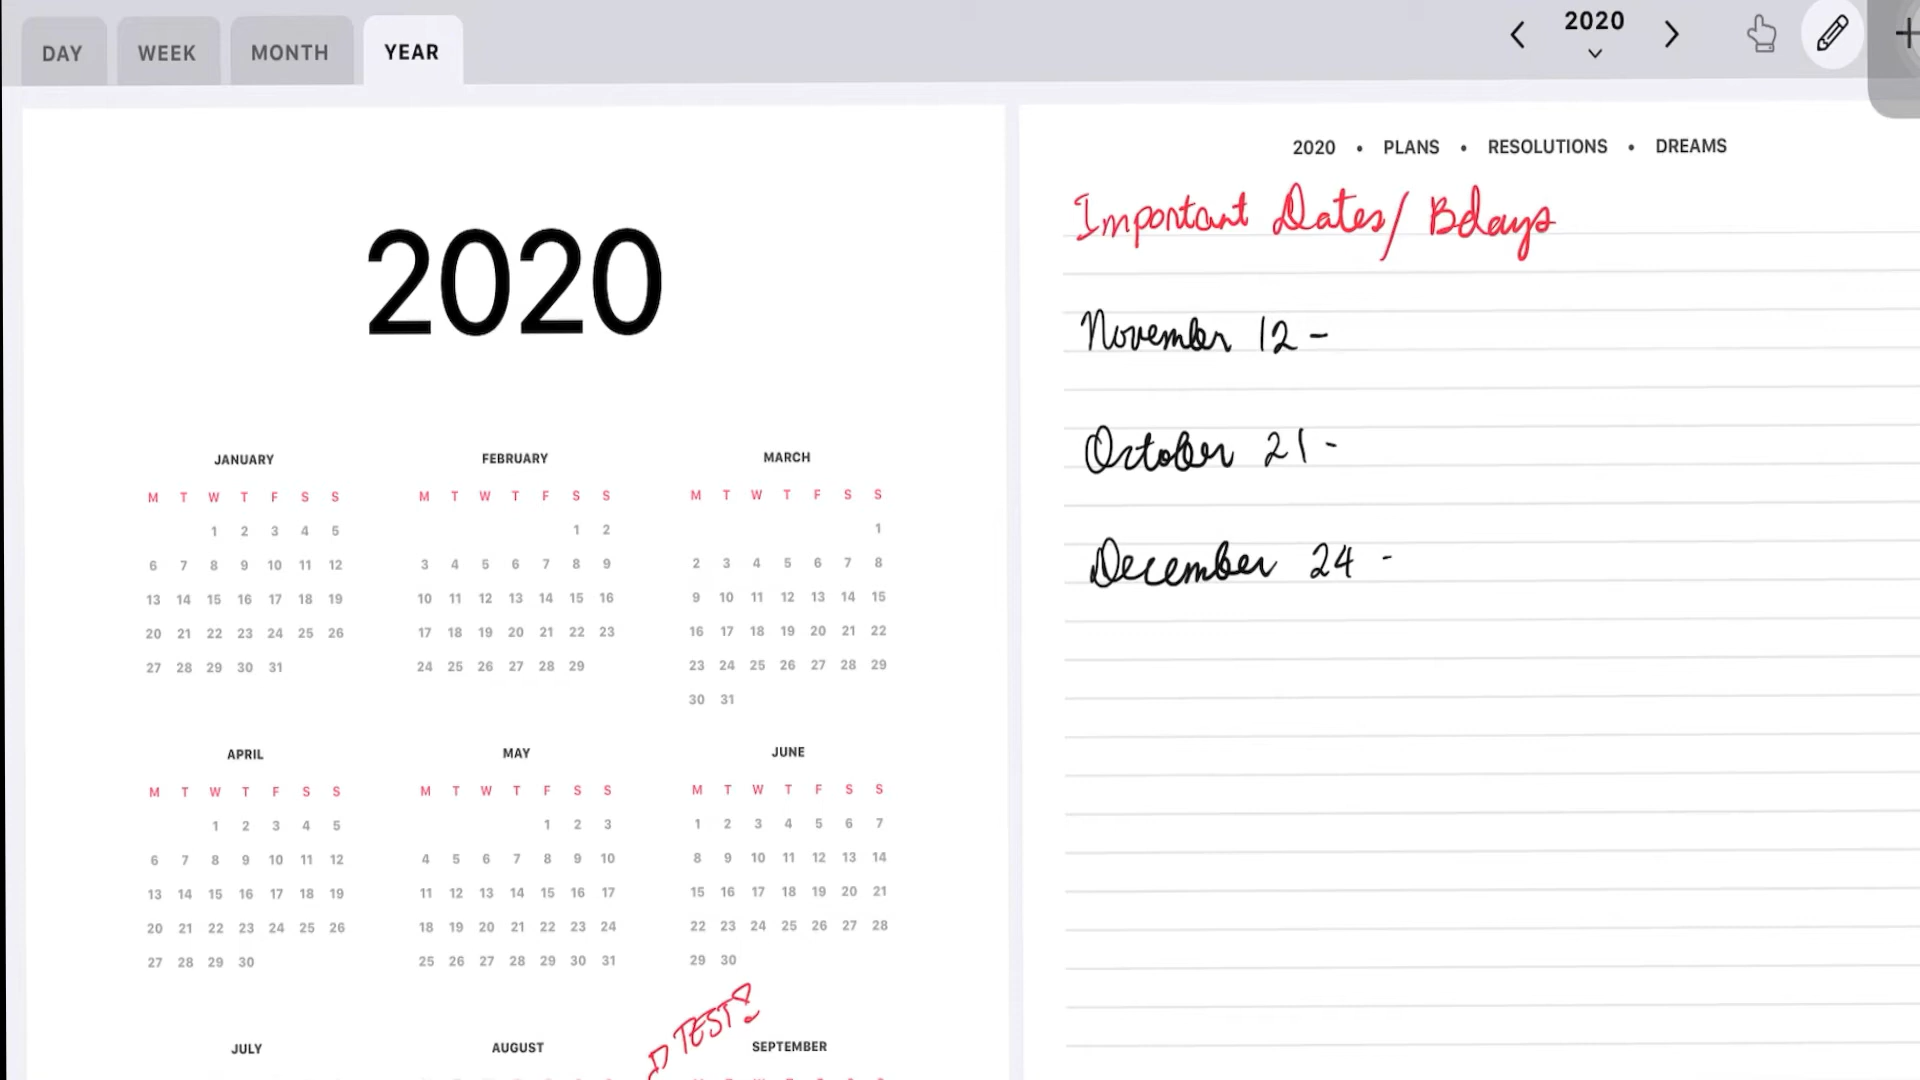 DAY WEEK MONTH YEAR 2020
2020
JANUARY
M T W T F S S
1 2 3 4 5
6 7 8 9 10 11 12
13 14 15 16 17 18 19
20 21 22 23 24 25 26
27 28 29 30 31
FEBRUARY
M T W T F S S
1 2
3 4 5 6 7 8 9
10 11 12 13 14 15 16
17 18 19 20 21 22 23
24 25 26 27 28 29
MARCH
M T W T F S S
1
2 3 4 5 6 7 8
9 10 11 12 13 14 15
16 17 18 19 20 21 22
23 24 25 26 27 28 29
30 31
APRIL
M T W T F S S
1 2 3 4 5
6 7 8 9 10 11 12
13 14 15 16 17 18 19
20 21 22 23 24 25 26
27 28 29 30
MAY
M T W T F S S
1 2 3
4 5 6 7 8 9 10
11 12 13 14 15 16 17
18 19 20 21 22 23 24
25 26 27 28 29 30 31
JUNE
M T W T F S S
1 2 3 4 5 6 7
8 9 10 11 12 13 14
15 16 17 18 19 20 21
22 23 24 25 26 27 28
29 30
TEST!
JULY
AUGUST
SEPTEMBER
2020 • PLANS • RESOLUTIONS • DREAMS
Important Dates/ Bdays
November 12 -
October 21 -
December 24 -